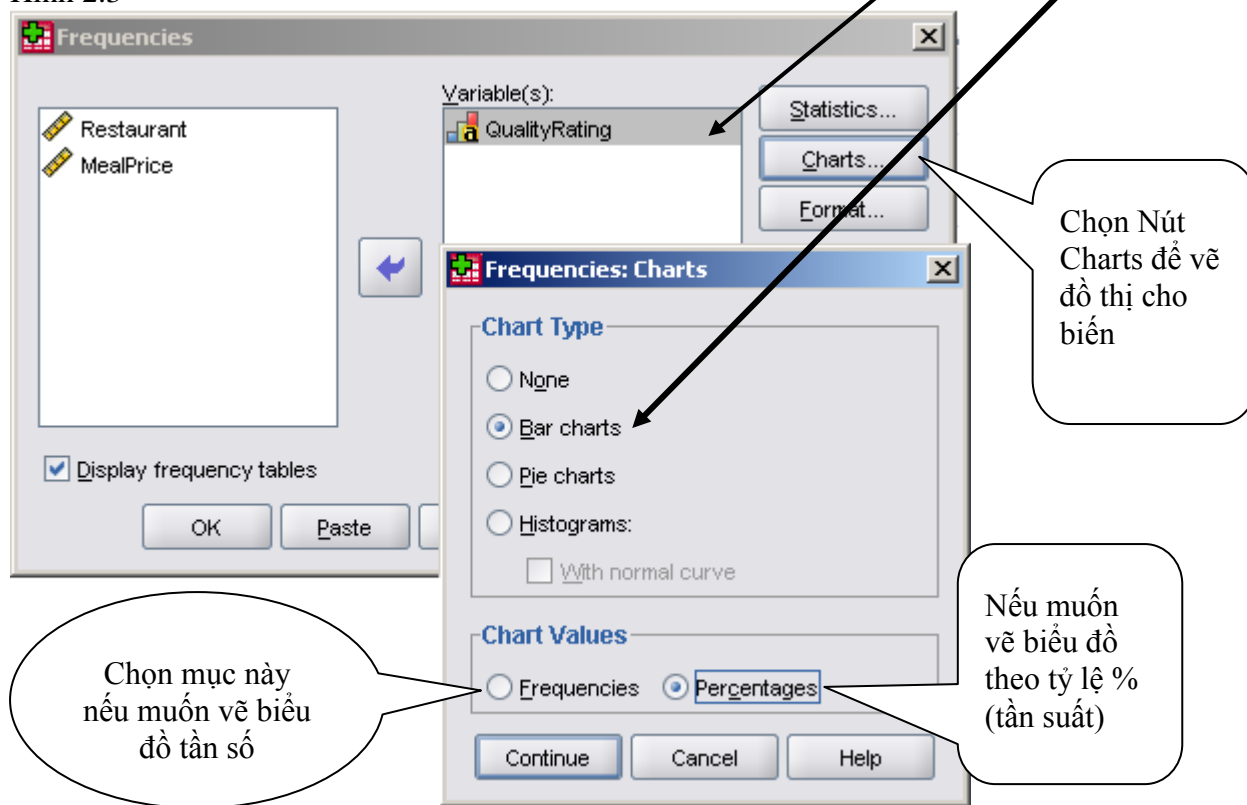 Frequencies
Variable(s):
Restaurant
MealPrice
QualityRating
Statistics...
Charts...
Format...
Display frequency tables
OK
Paste
Chọn Nút
Charts để vẽ
đồ thị cho
biến
Frequencies: Charts
Chart Type
None
Bar charts
Pie charts
Histograms:
With normal curve
Chart Values
Frequencies
Percentages
Continue
Cancel
Help
Chọn mục này
nếu muốn vẽ biểu
đồ tần số
Nếu muốn
vẽ biểu đồ
theo tỷ lệ %
(tần suất)